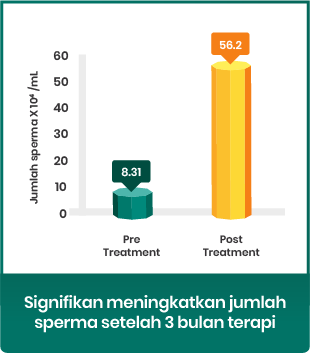 Jumlah sperma X 10⁴ /mL
60
50
40
30
20
10
0
8.31
56.2
Pre
Treatment
Post
Treatment
Signifikan meningkatkan jumlah
sperma setelah 3 bulan terapi